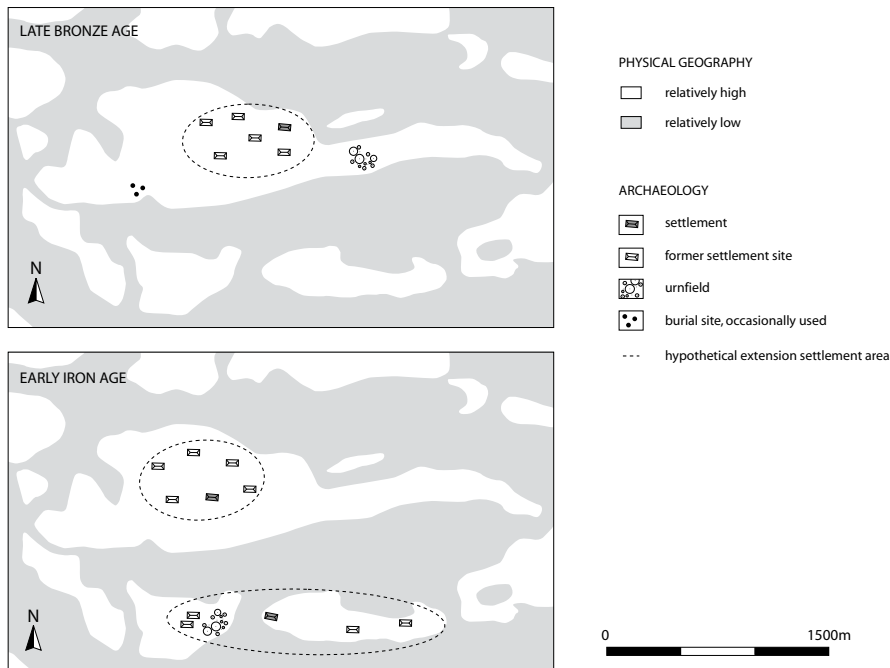 LATE BRONZE AGE
N
EARLY IRON AGE
N
PHYSICAL GEOGRAPHY
relatively high
relatively low
ARCHAEOLOGY
settlement
former settlement site
urnfield
burial site, occasionally used
hypothetical extension settlement area
0 1500m